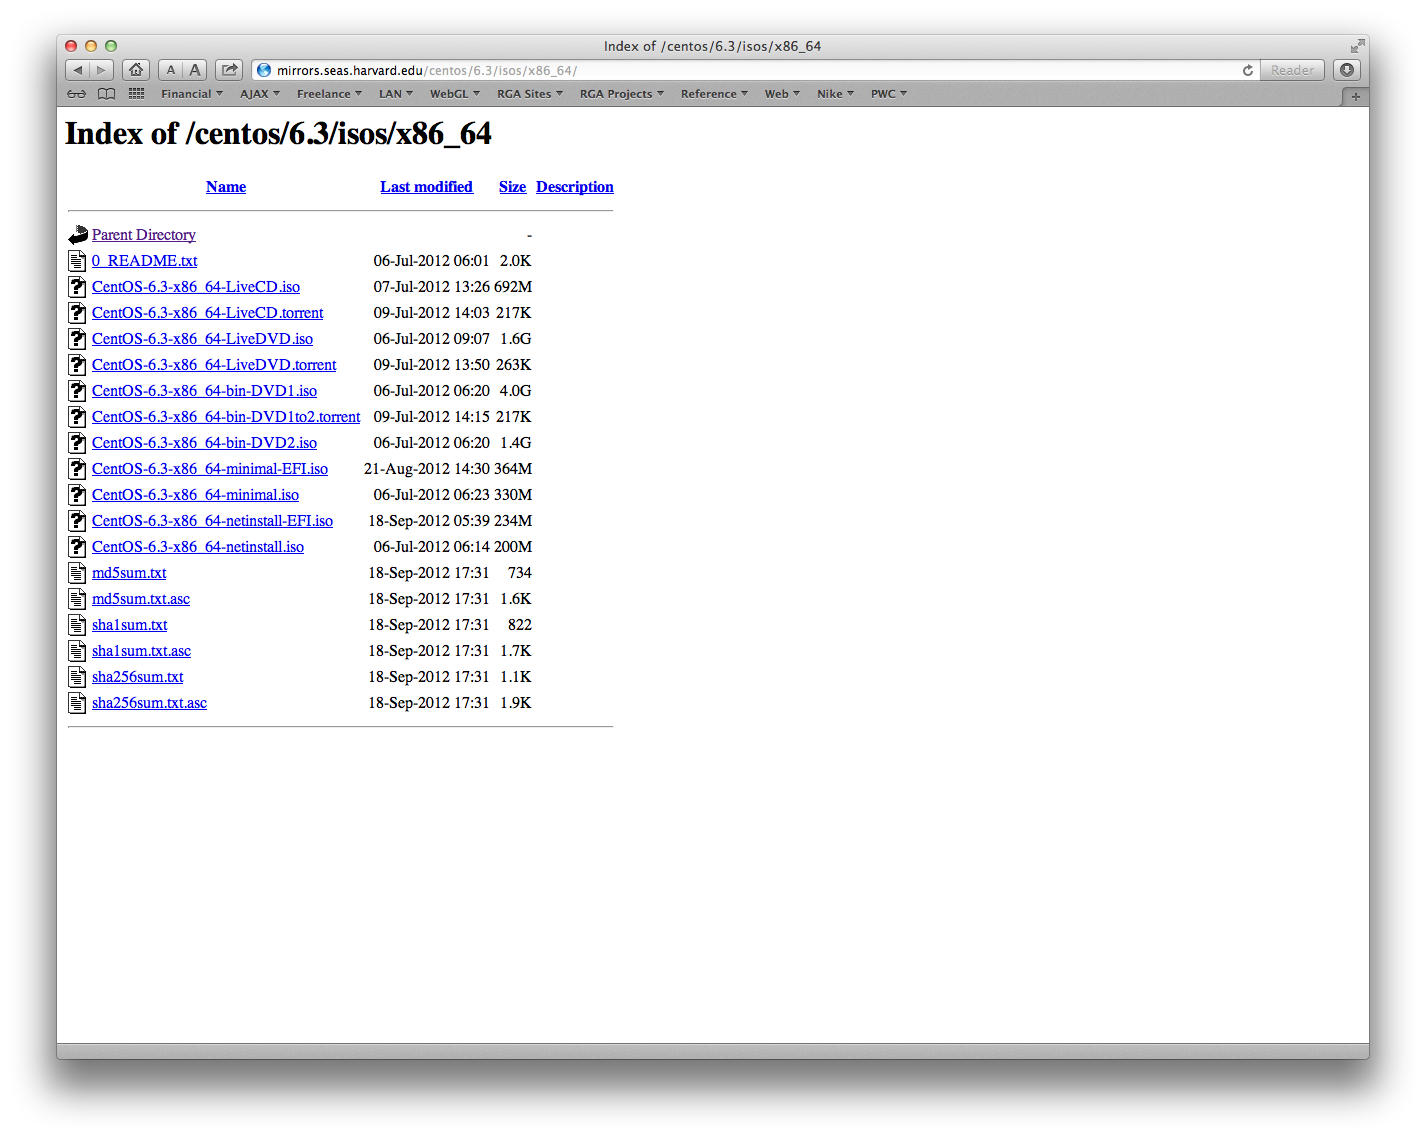 Index of /centos/6.3/isos/x86_64
A A mirrors.seas.harvard.edu/centos/6.3/isos/x86_64/ Reader
Financial AJAX Freelance LAN WebGL RGA Sites RGA Projects Reference Web Nike PWC +
Index of /centos/6.3/isos/x86_64
Name Last modified Size Description
Parent Directory -
0_README.txt 06-Jul-2012 06:01 2.0K
CentOS-6.3-x86_64-LiveCD.iso 07-Jul-2012 13:26 692M
CentOS-6.3-x86_64-LiveCD.torrent 09-Jul-2012 14:03 217K
CentOS-6.3-x86_64-LiveDVD.iso 06-Jul-2012 09:07 1.6G
CentOS-6.3-x86_64-LiveDVD.torrent 09-Jul-2012 13:50 263K
CentOS-6.3-x86_64-bin-DVD1.iso 06-Jul-2012 06:20 4.0G
CentOS-6.3-x86_64-bin-DVD1to2.torrent 09-Jul-2012 14:15 217K
CentOS-6.3-x86_64-bin-DVD2.iso 06-Jul-2012 06:20 1.4G
CentOS-6.3-x86_64-minimal-EFI.iso 21-Aug-2012 14:30 364M
CentOS-6.3-x86_64-minimal.iso 06-Jul-2012 06:23 330M
CentOS-6.3-x86_64-netinstall-EFI.iso 18-Sep-2012 05:39 234M
CentOS-6.3-x86_64-netinstall.iso 06-Jul-2012 06:14 200M
md5sum.txt 18-Sep-2012 17:31 734
md5sum.txt.asc 18-Sep-2012 17:31 1.6K
sha1sum.txt 18-Sep-2012 17:31 822
sha1sum.txt.asc 18-Sep-2012 17:31 1.7K
sha256sum.txt 18-Sep-2012 17:31 1.1K
sha256sum.txt.asc 18-Sep-2012 17:31 1.9K